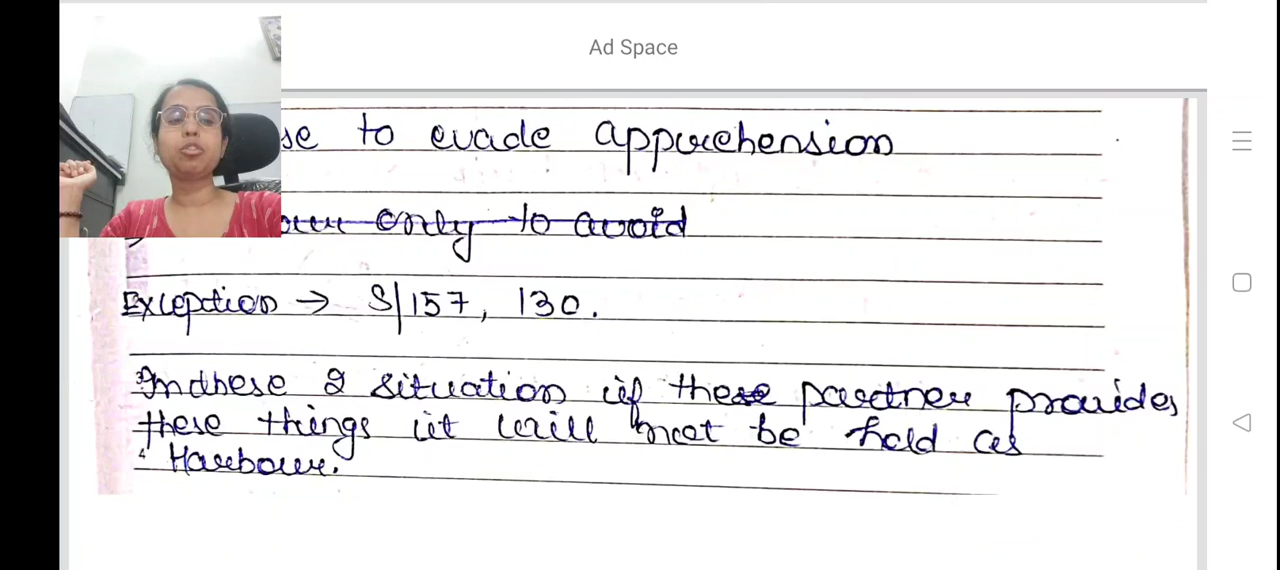 Ad Space
se to evade apprehension
our only to avoid
Exception → S/157, 130.
In these 2 situation if these partner provides
these things it will not be held as
Harbour.